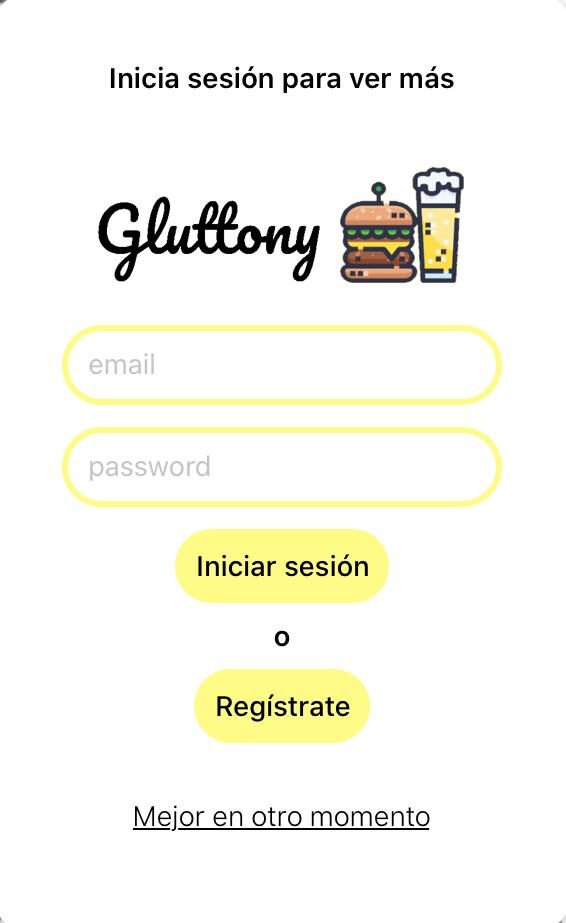 Inicia sesión para ver más
Gluttony
email
password
Iniciar sesión
o
Regístrate
Mejor en otro momento